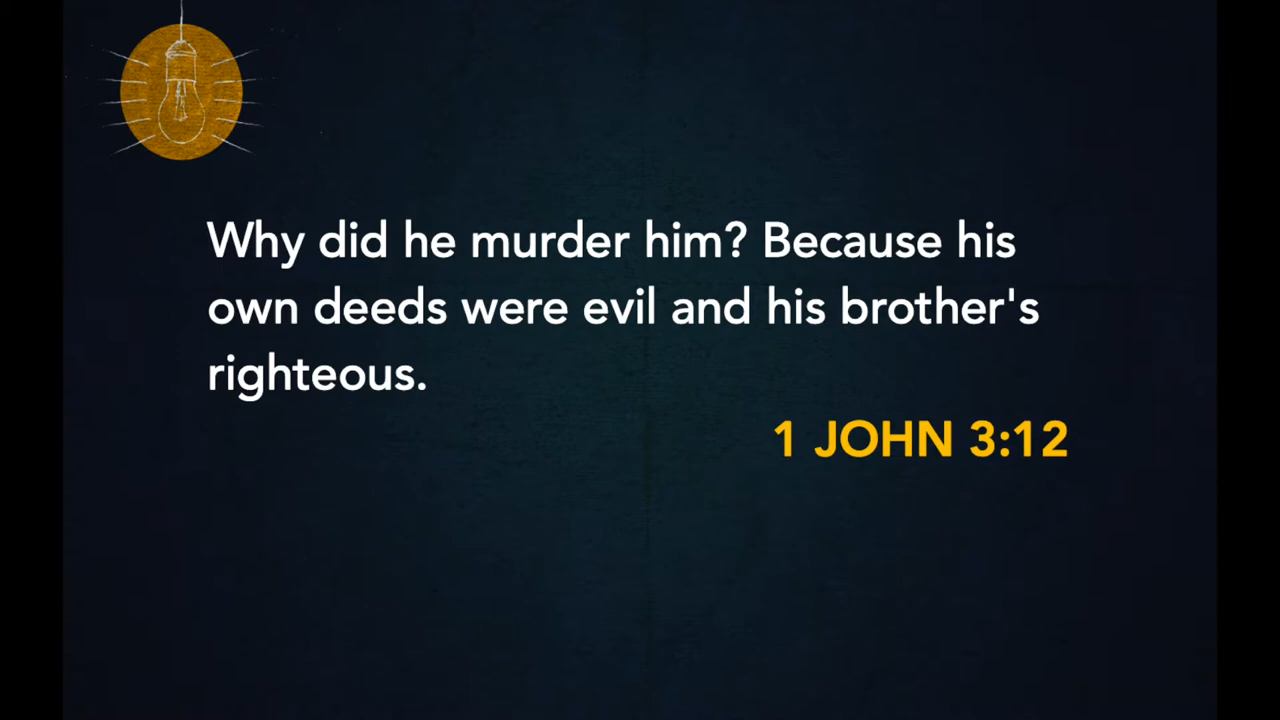 Why did he murder him? Because his
own deeds were evil and his brother's
righteous.
1 JOHN 3:12